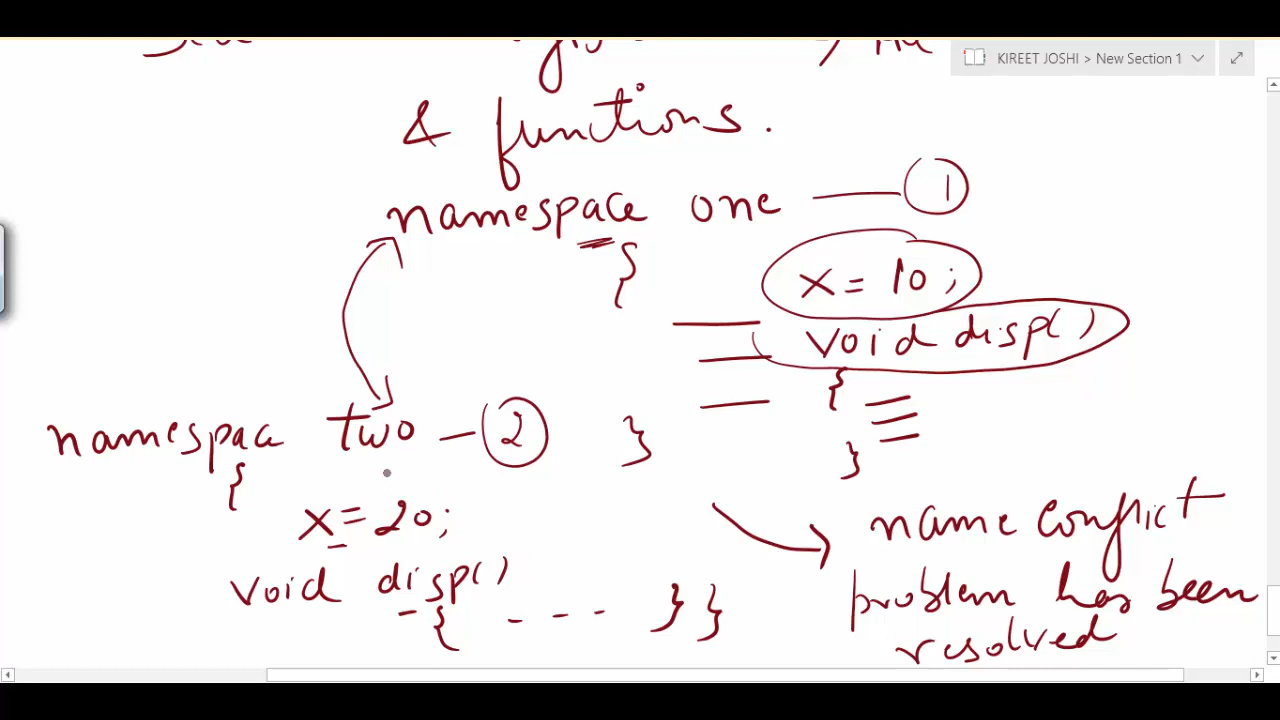 KIREET JOSHI > New Section 1
& functions.
namespace one — 1
{
x = 10;
void disp()
{
}
namespace two — 2 }
{
x = 20;
void disp()
{ - - - } }
name conflict
problem has been
resolved